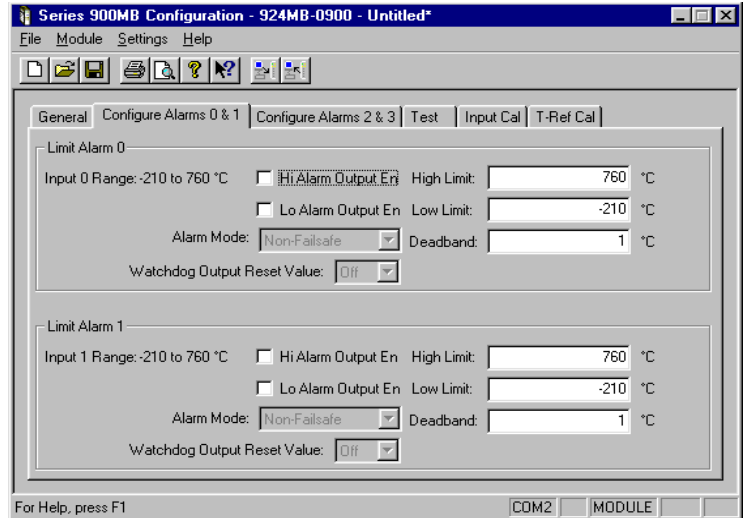 Series 900MB Configuration - 924MB-0900 - Untitled*
File Module Settings Help
General Configure Alarms 0 & 1 Configure Alarms 2 & 3 Test Input Cal T-Ref Cal
Limit Alarm 0
Input 0 Range: -210 to 760 °C Hi Alarm Output En High Limit: 760 °C
Lo Alarm Output En Low Limit: -210 °C
Alarm Mode: Non-Failsafe Deadband: 1 °C
Watchdog Output Reset Value: Off
Limit Alarm 1
Input 1 Range: -210 to 760 °C Hi Alarm Output En High Limit: 760 °C
Lo Alarm Output En Low Limit: -210 °C
Alarm Mode: Non-Failsafe Deadband: 1 °C
Watchdog Output Reset Value: Off
For Help, press F1 COM2 MODULE